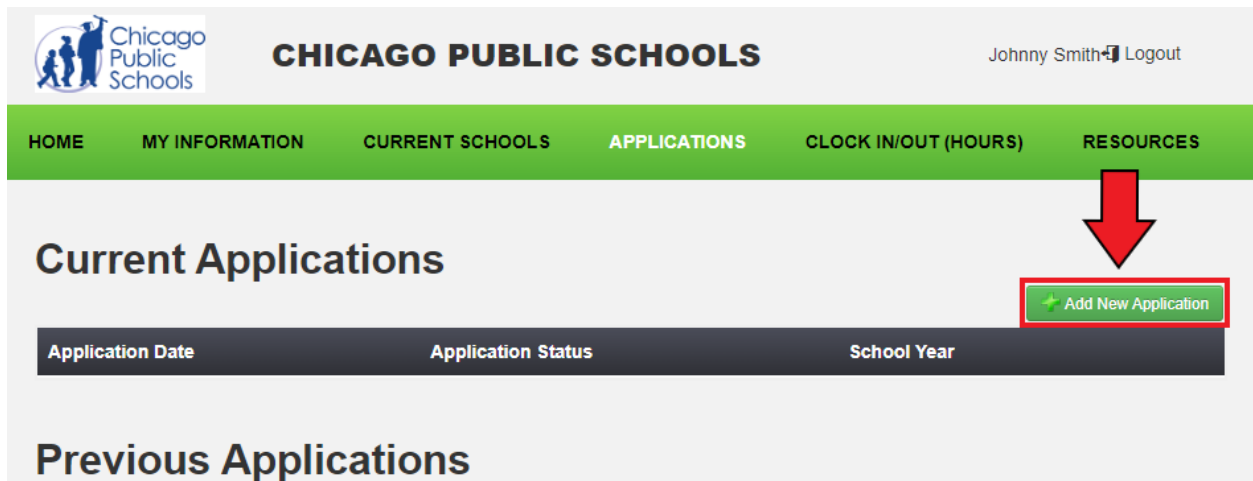 Chicago
Public
Schools
CHICAGO PUBLIC SCHOOLS
Johnny Smith Logout
HOME MY INFORMATION CURRENT SCHOOLS APPLICATIONS CLOCK IN/OUT (HOURS) RESOURCES
Current Applications
Add New Application
Application Date Application Status School Year
Previous Applications